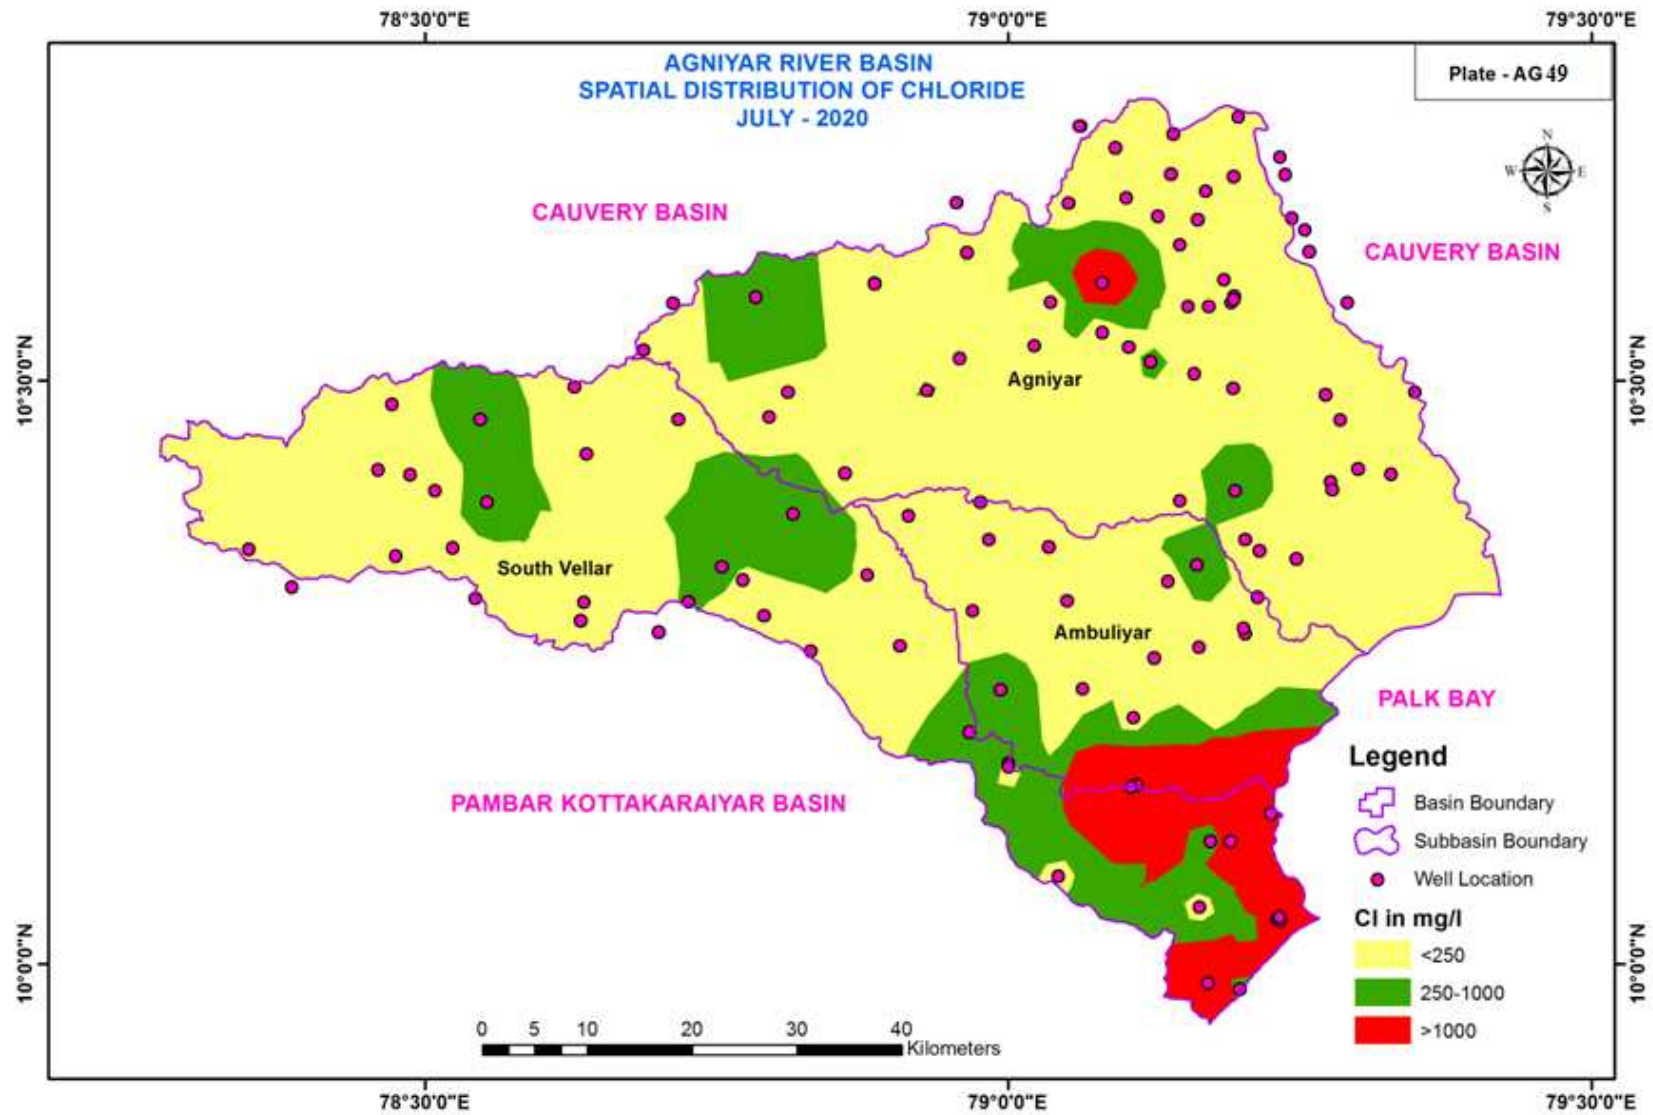 78°30'0"E 79°0'0"E 79°30'0"E
AGNIYAR RIVER BASIN
SPATIAL DISTRIBUTION OF CHLORIDE
JULY - 2020
Plate - AG 49
N
W E
S
CAUVERY BASIN
CAUVERY BASIN
10°30'0"N
10°30'0"N
Agniyar
South Vellar
Ambuliyar
PALK BAY
PAMBAR KOTTAKARAIYAR BASIN
Legend
Basin Boundary
Subbasin Boundary
Well Location
Cl in mg/l
<250
250-1000
>1000
10°0'0"N
10°0'0"N
0 5 10 20 30 40
Kilometers
78°30'0"E 79°0'0"E 79°30'0"E